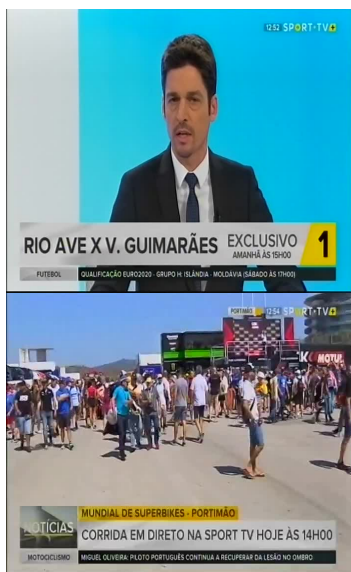 12:52 SPORT•TV+
RIO AVE X V. GUIMARÃES
EXCLUSIVO
AMANHÃ ÀS 15H00
1
FUTEBOL
QUALIFICAÇÃO EURO2020 - GRUPO H: ISLÂNDIA - MOLDÁVIA (SÁBADO ÀS 17H00)
PORTIMÃO 12:54 SPORT•TV+
MOTUL
NOTÍCIAS
MUNDIAL DE SUPERBIKES - PORTIMÃO
CORRIDA EM DIRETO NA SPORT TV HOJE ÀS 14H00
MOTOCICLISMO
MIGUEL OLIVEIRA: PILOTO PORTUGUÊS CONTINUA A RECUPERAR DA LESÃO NO OMBRO